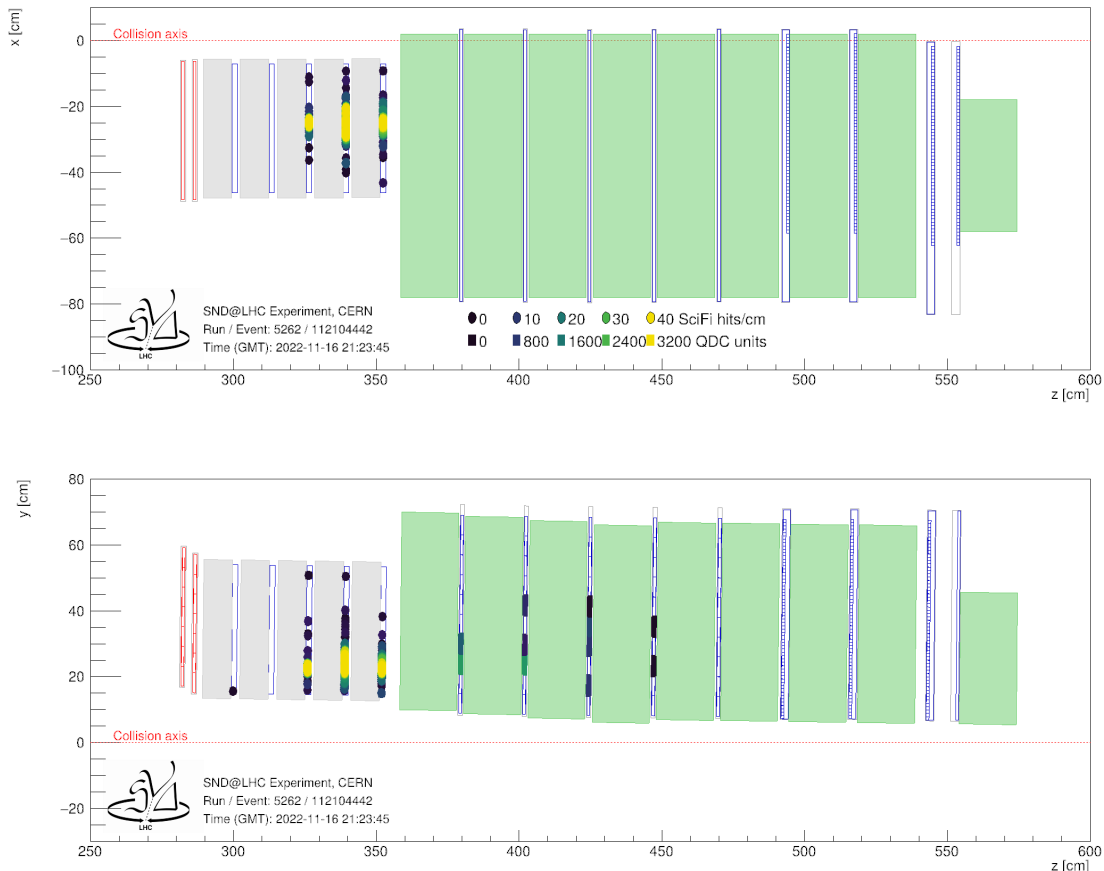 x [cm]
0
−20
−40
−60
−80
−100
Collision axis
SND@LHC Experiment, CERN
Run / Event: 5262 / 112104442
Time (GMT): 2022-11-16 21:23:45
LHC
0 10 20 30 40 SciFi hits/cm
0 800 1600 2400 3200 QDC units
250 300 350 400 450 500 550 600
z [cm]
y [cm]
80
60
40
20
0
−20
Collision axis
SND@LHC Experiment, CERN
Run / Event: 5262 / 112104442
Time (GMT): 2022-11-16 21:23:45
LHC
250 300 350 400 450 500 550 600
z [cm]